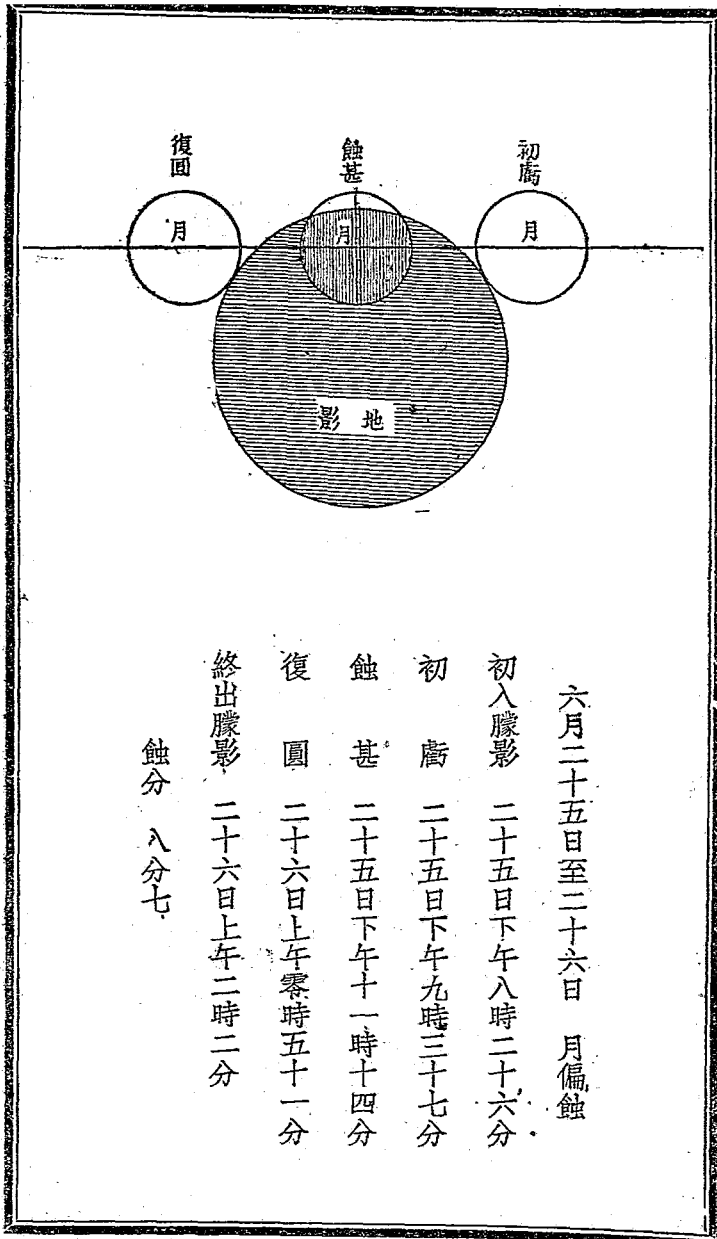 初虧
月
蝕甚
月
復圓
月
地影
六月二十五日至二十六日　月偏蝕
初入朦影　二十五日下午八時二十六分
初虧　二十五日下午九時三十七分
蝕甚　二十五日下午十一時十四分
復圓　二十六日上午零時五十一分
終出朦影　二十六日上午二時二分
蝕分　八分七